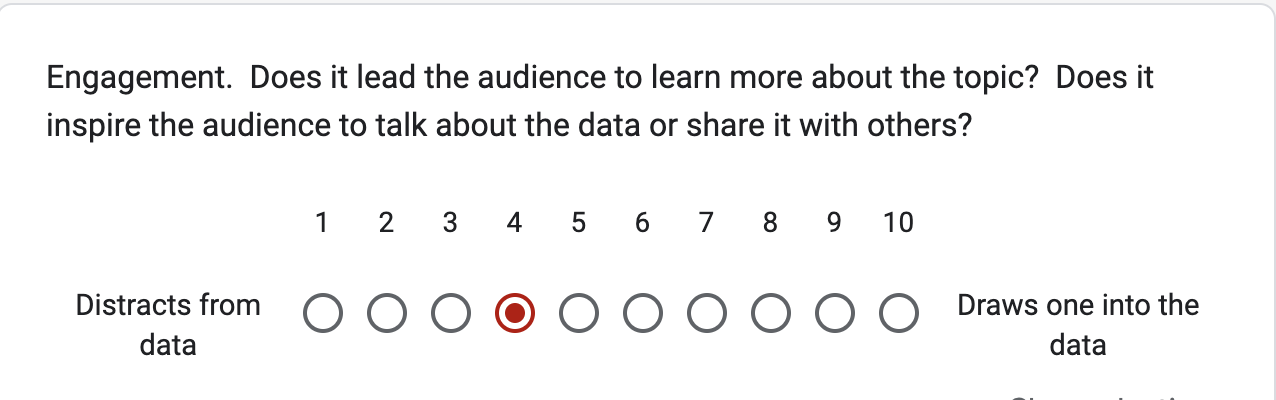 Engagement.  Does it lead the audience to learn more about the topic?  Does it
inspire the audience to talk about the data or share it with others?
1 2 3 4 5 6 7 8 9 10
Distracts from
data
Draws one into the
data